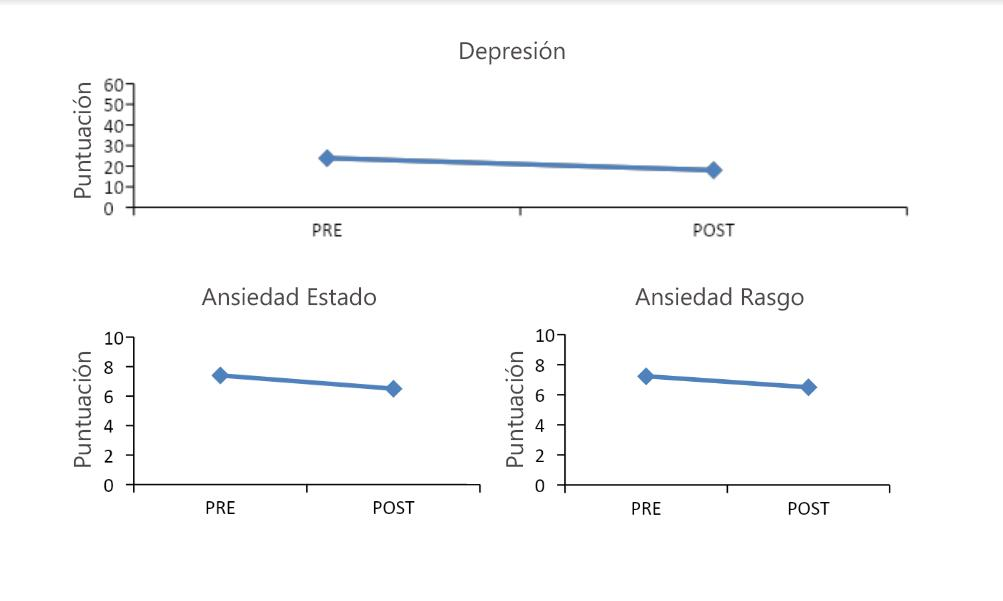 Depresión
Puntuación
60
50
40
30
20
10
0
PRE POST
Ansiedad Estado
Puntuación
10
8
6
4
2
0
PRE POST
Ansiedad Rasgo
Puntuación
10
8
6
4
2
0
PRE POST